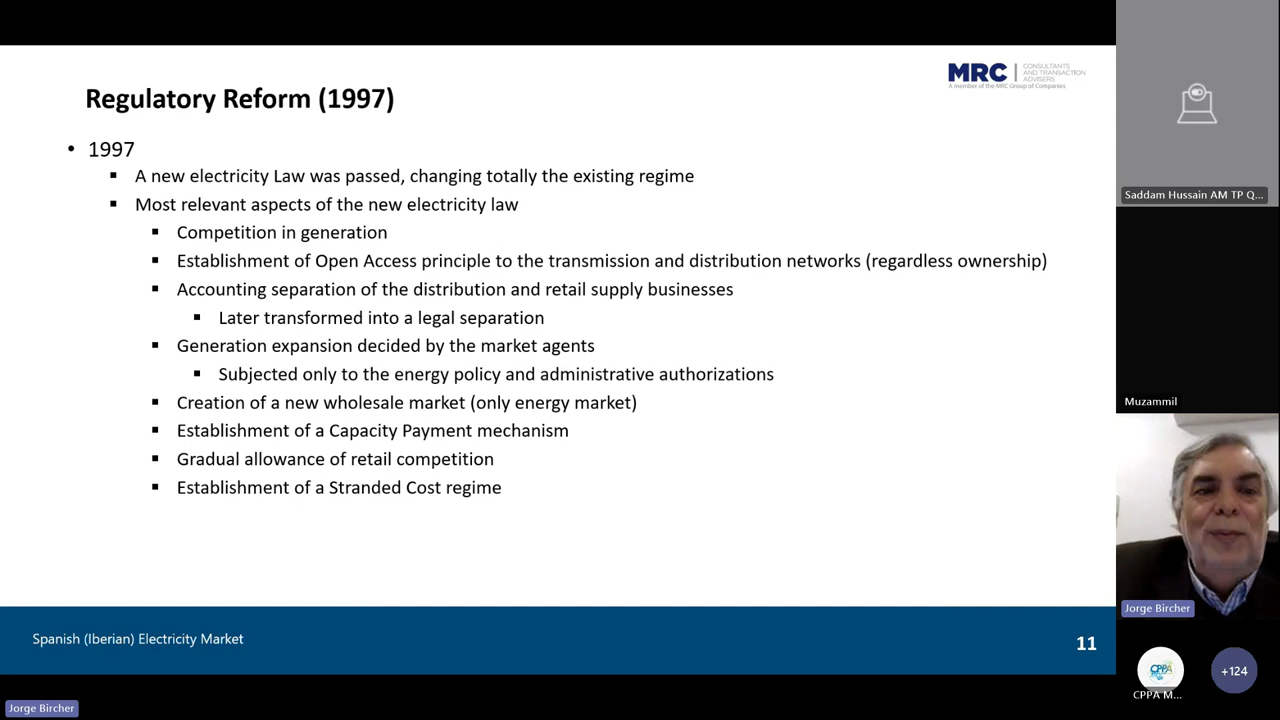 MRC
CONSULTANTS
AND TRANSACTION
ADVISERS
A member of the MRC Group of Companies
Regulatory Reform (1997)
• 1997
▪ A new electricity Law was passed, changing totally the existing regime
▪ Most relevant aspects of the new electricity law
▪ Competition in generation
▪ Establishment of Open Access principle to the transmission and distribution networks (regardless ownership)
▪ Accounting separation of the distribution and retail supply businesses
▪ Later transformed into a legal separation
▪ Generation expansion decided by the market agents
▪ Subjected only to the energy policy and administrative authorizations
▪ Creation of a new wholesale market (only energy market)
▪ Establishment of a Capacity Payment mechanism
▪ Gradual allowance of retail competition
▪ Establishment of a Stranded Cost regime
Spanish (Iberian) Electricity Market
11
Saddam Hussain AM TP Q...
Muzammil
Jorge Bircher
CPPA
CPPA M...
+124
Jorge Bircher